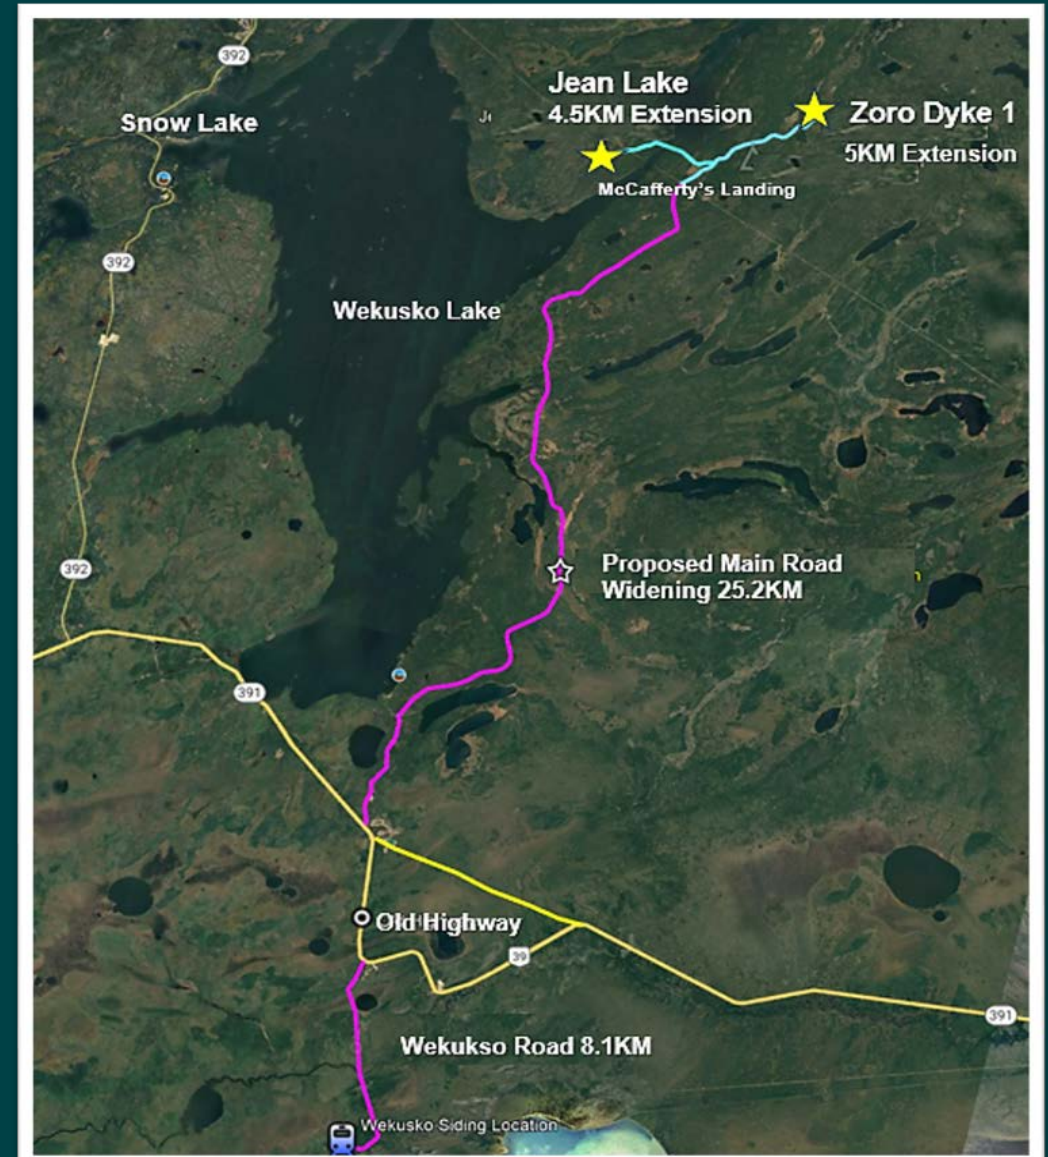 392
Jean Lake
4.5KM Extension
Snow Lake
Zoro Dyke 1
5KM Extension
McCafferty's Landing
392
Wekusko Lake
Proposed Main Road
Widening 25.2KM
392
391
Old Highway
39
391
Wekukso Road 8.1KM
Wekusko Siding Location